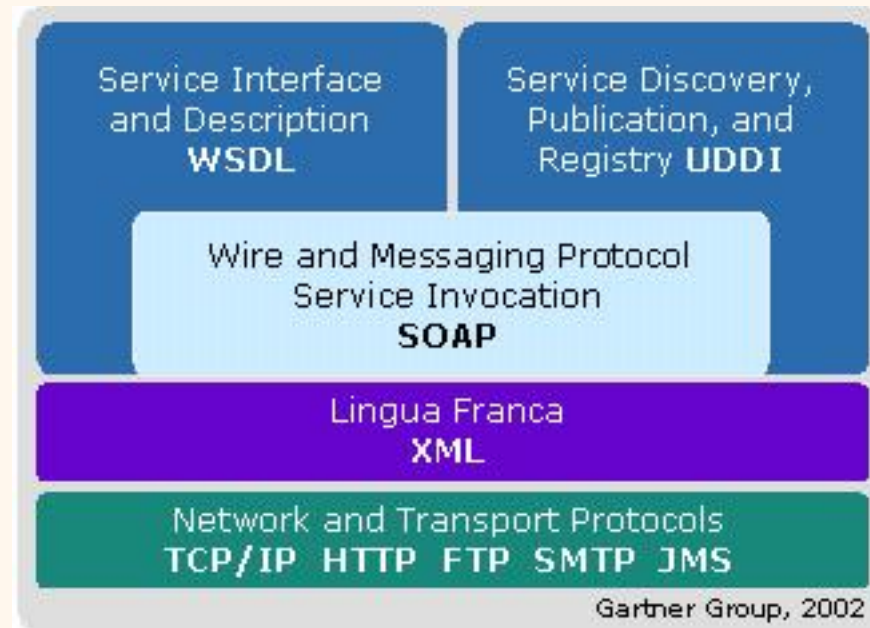 Service Interface
and Description
WSDL
Service Discovery,
Publication, and
Registry UDDI
Wire and Messaging Protocol
Service Invocation
SOAP
Lingua Franca
XML
Network and Transport Protocols
TCP/IP HTTP FTP SMTP JMS
Gartner Group, 2002